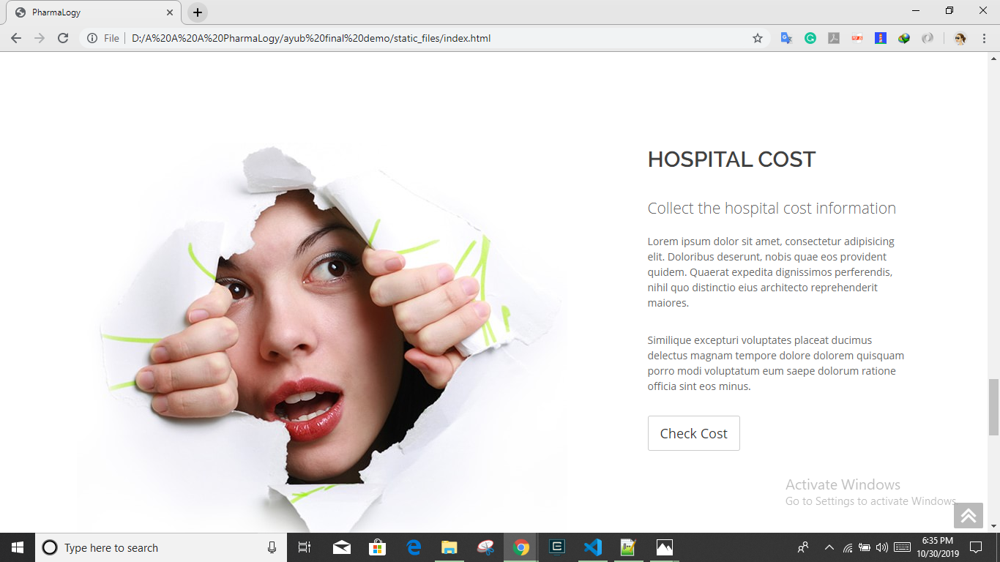 PharmaLogy
File
D:/A%20A%20A%20PharmaLogy/ayub%20final%20demo/static_files/index.html
HOSPITAL COST
Collect the hospital cost information
Lorem ipsum dolor sit amet, consectetur adipisicing
elit. Doloribus deserunt, nobis quae eos provident
quidem. Quaerat expedita dignissimos perferendis,
nihil quo distinctio eius architecto reprehenderit
maiores.
Similique excepturi voluptates placeat ducimus
delectus magnam tempore dolore dolorem quisquam
porro modi voluptatum eum saepe dolorum ratione
officia sint eos minus.
Check Cost
Activate Windows
Go to Settings to activate Windows.
Type here to search
6:35 PM
10/30/2019